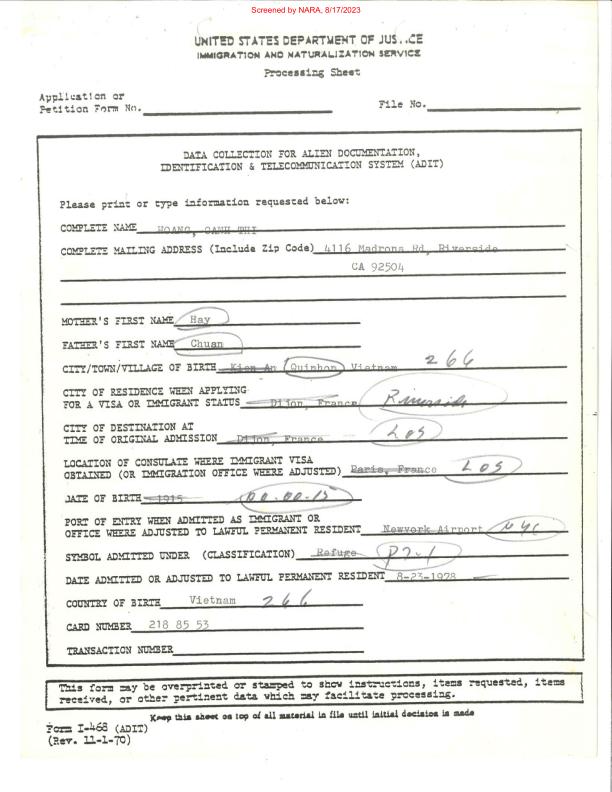 Screened by NARA, 8/17/2023
UNITED STATES DEPARTMENT OF JUS...CE
IMMIGRATION AND NATURALIZATION SERVICE
Processing Sheet
Application or
Petition Form No. File No.
DATA COLLECTION FOR ALIEN DOCUMENTATION,
IDENTIFICATION & TELECOMMUNICATION SYSTEM (ADIT)
Please print or type information requested below:
COMPLETE NAME HOANG, OANH THI
COMPLETE MAILING ADDRESS (Include Zip Code) 4116 Madrona Rd, Riverside
CA 92504
MOTHER'S FIRST NAME Hay
FATHER'S FIRST NAME Chuan
CITY/TOWN/VILLAGE OF BIRTH Kien An (Quinhon) Vietnam 266
CITY OF RESIDENCE WHEN APPLYING
FOR A VISA OR IMMIGRANT STATUS Dijon, France Riverside
CITY OF DESTINATION AT
TIME OF ORIGINAL ADMISSION Dijon, France LOS
LOCATION OF CONSULATE WHERE IMMIGRANT VISA
OBTAINED (OR IMMIGRATION OFFICE WHERE ADJUSTED) Paris, France LOS
DATE OF BIRTH 1915 00-00-15
PORT OF ENTRY WHEN ADMITTED AS IMMIGRANT OR
OFFICE WHERE ADJUSTED TO LAWFUL PERMANENT RESIDENT Newyork Airport NYC
SYMBOL ADMITTED UNDER (CLASSIFICATION) Refuge P7-1
DATE ADMITTED OR ADJUSTED TO LAWFUL PERMANENT RESIDENT 8-23-1978
COUNTRY OF BIRTH Vietnam 266
CARD NUMBER 218 85 53
TRANSACTION NUMBER
This form may be overprinted or stamped to show instructions, items requested, items
received, or other pertinent data which may facilitate processing.
Keep this sheet on top of all material in file until initial decision is made
Form I-468 (ADIT)
(Rev. 11-1-70)